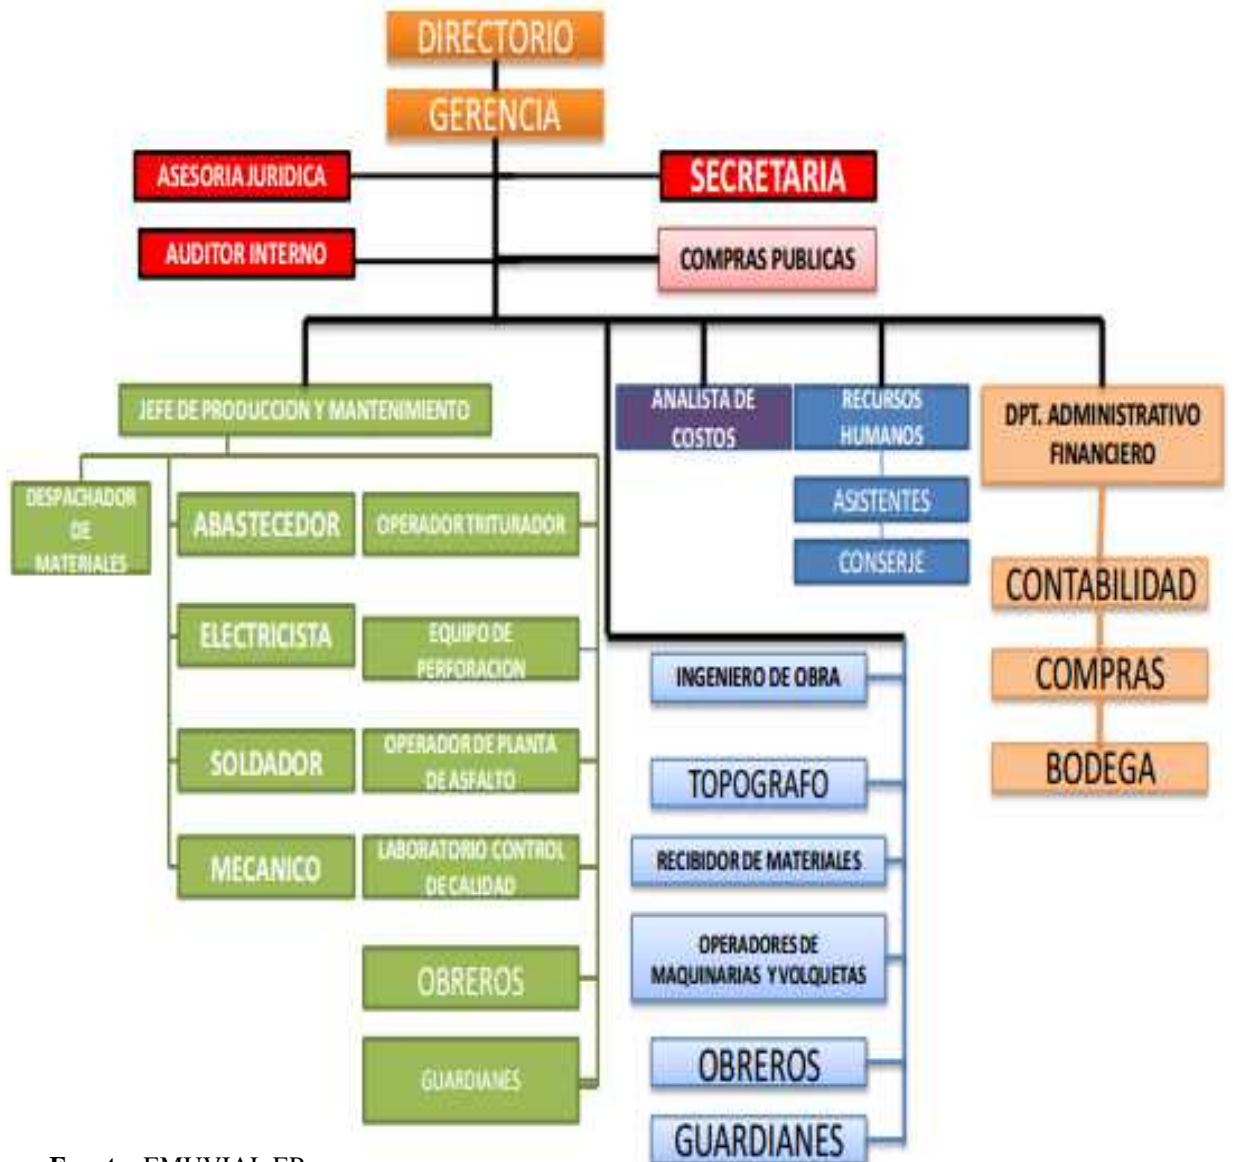 DIRECTORIO
GERENCIA
ASESORIA JURIDICA
SECRETARIA
AUDITOR INTERNO
COMPRAS PUBLICAS
JEFE DE PRODUCCION Y MANTENIMIENTO
DESPACHADOR
DE
MATERIALES
ABASTECEDOR
OPERADOR TRITURADOR
ELECTRICISTA
EQUIPO DE
PERFORACION
SOLDADOR
OPERADOR DE PLANTA
DE ASFALTO
MECANICO
LABORATORIO CONTROL
DE CALIDAD
OBREROS
GUARDIANES
ANALISTA DE
COSTOS
RECURSOS
HUMANOS
ASISTENTES
CONSERJE
INGENIERO DE OBRA
TOPOGRAFO
RECIBIDOR DE MATERIALES
OPERADORES DE
MAQUINARIAS Y VOLQUETAS
OBREROS
GUARDIANES
DPT. ADMINISTRATIVO
FINANCIERO
CONTABILIDAD
COMPRAS
BODEGA